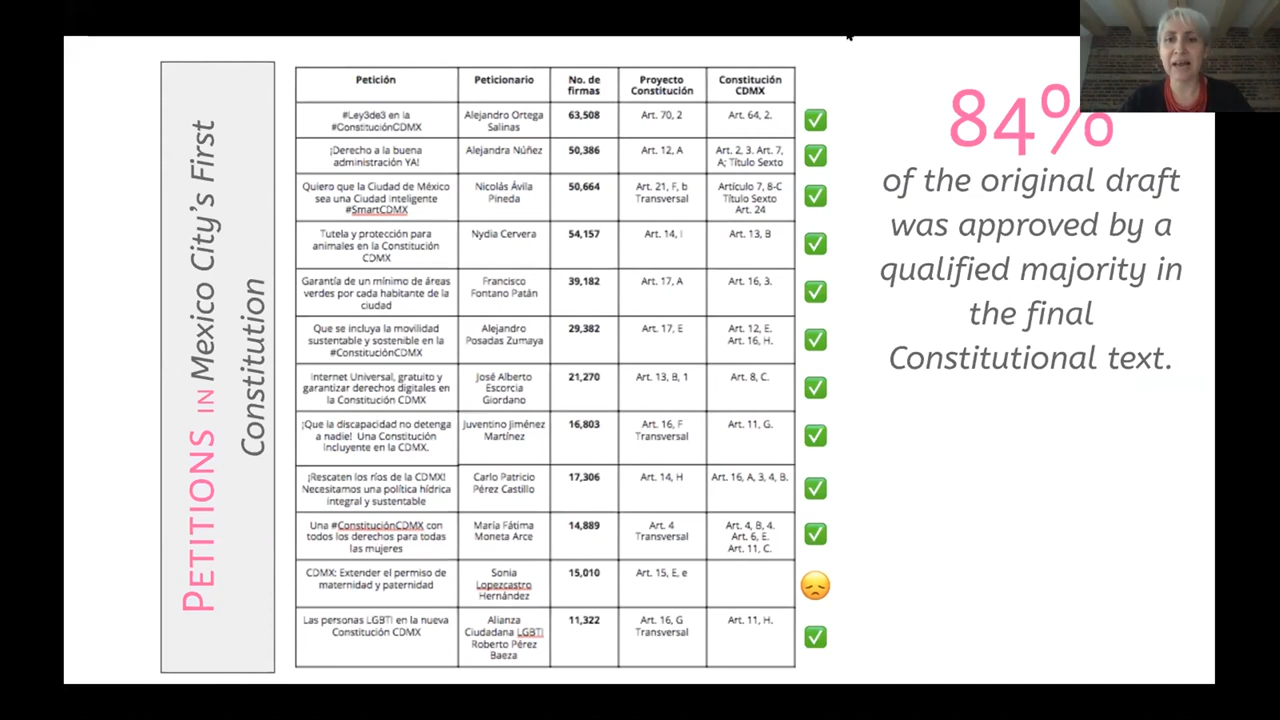 PETITIONS IN Mexico City's First
Constitution
Petición
Peticionario
No. de
firmas
Proyecto
Constitución
Constitución
CDMX
#Ley3de3 en la
#ConstituciónCDMX
Alejandro Ortega
Salinas
63,508
Art. 70, 2
Art. 64, 2.
¡Derecho a la buena
administración YA!
Alejandra Núñez
50,386
Art. 12, A
Art. 2, 3. Art. 7,
A; Título Sexto
Quiero que la Ciudad de México
sea una Ciudad inteligente
#SmartCDMX
Nicolás Ávila
Pineda
50,664
Art. 21, F, b
Transversal
Artículo 7, 8-C
Título Sexto
Art. 24
Tutela y protección para
animales en la Constitución
CDMX
Nydia Cervera
54,157
Art. 14, I
Art. 13, B
Garantía de un mínimo de áreas
verdes por cada habitante de la
ciudad
Francisco
Fontano Patán
39,182
Art. 17, A
Art. 16, 3.
Que se incluya la movilidad
sustentable y sostenible en la
#ConstituciónCDMX
Alejandro
Posadas Zumaya
29,382
Art. 17, E
Art. 12, E.
Art. 16, H.
Internet Universal, gratuito y
garantizar derechos digitales en
la Constitución CDMX
José Alberto
Escorcia
Giordano
21,270
Art. 13, B, 1
Art. 8, C.
¡Que la discapacidad no detenga
a nadie! Una Constitución
Incluyente en la CDMX.
Juventino Jiménez
Martínez
16,803
Art. 16, F
Transversal
Art. 11, G.
¡Rescaten los ríos de la CDMX!
Necesitamos una política hídrica
integral y sustentable
Carlo Patricio
Pérez Castillo
17,306
Art. 14, H
Art. 16, A, 3, 4, B.
Una #ConstituciónCDMX con
todos los derechos para todas
las mujeres
María Fátima
Moneta Arce
14,889
Art. 4
Transversal
Art. 4, B, 4.
Art. 6, E.
Art. 11, C.
CDMX: Extender el permiso de
maternidad y paternidad
Sonia
Lopezcastro
Hernández
15,010
Art. 15, E, e
Las personas LGBTI en la nueva
Constitución CDMX
Alianza
Ciudadana LGBTI
Roberto Pérez
Baeza
11,322
Art. 16, G
Transversal
Art. 11, H.
84%
of the original draft
was approved by a
qualified majority in
the final
Constitutional text.